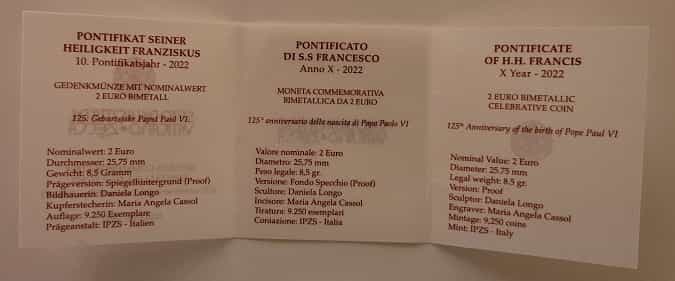 PONTIFIKAT SEINER
HEILIGKEIT FRANZISKUS
10. Pontifikatsjahr - 2022
GEDENKMÜNZE MIT NOMINALWERT
2 EURO BIMETALL
125. Geburtstag Papst Paul VI.
Nominalwert: 2 Euro
Durchmesser: 25,75 mm
Gewicht: 8,5 Gramm
Prägeversion: Spiegelhintergrund (Proof)
Bildhauerin: Daniela Longo
Kupferstecherin: Maria Angela Cassol
Auflage: 9.250 Exemplare
Prägeanstalt: IPZS - Italien
PONTIFICATO
DI S.S FRANCESCO
Anno X - 2022
MONETA COMMEMORATIVA
BIMETALLICA DA 2 EURO
125° anniversario della nascita di Papa Paolo VI
Valore nominale: 2 Euro
Diametro: 25,75 mm
Peso legale: 8,5 gr.
Versione: Fondo Specchio (Proof)
Scultore: Daniela Longo
Incisore: Maria Angela Cassol
Tiratura: 9.250 esemplari
Coniazione: IPZS - Italia
PONTIFICATE
OF H.H. FRANCIS
X Year - 2022
2 EURO BIMETALLIC
CELEBRATIVE COIN
125th Anniversary of the birth of Pope Paul VI
Nominal Value: 2 Euro
Diameter: 25,75 mm
Legal weight: 8,5 gr.
Version: Proof
Sculptor: Daniela Longo
Engraver: Maria Angela Cassol
Mintage: 9,250 coins
Mint: IPZS - Italy